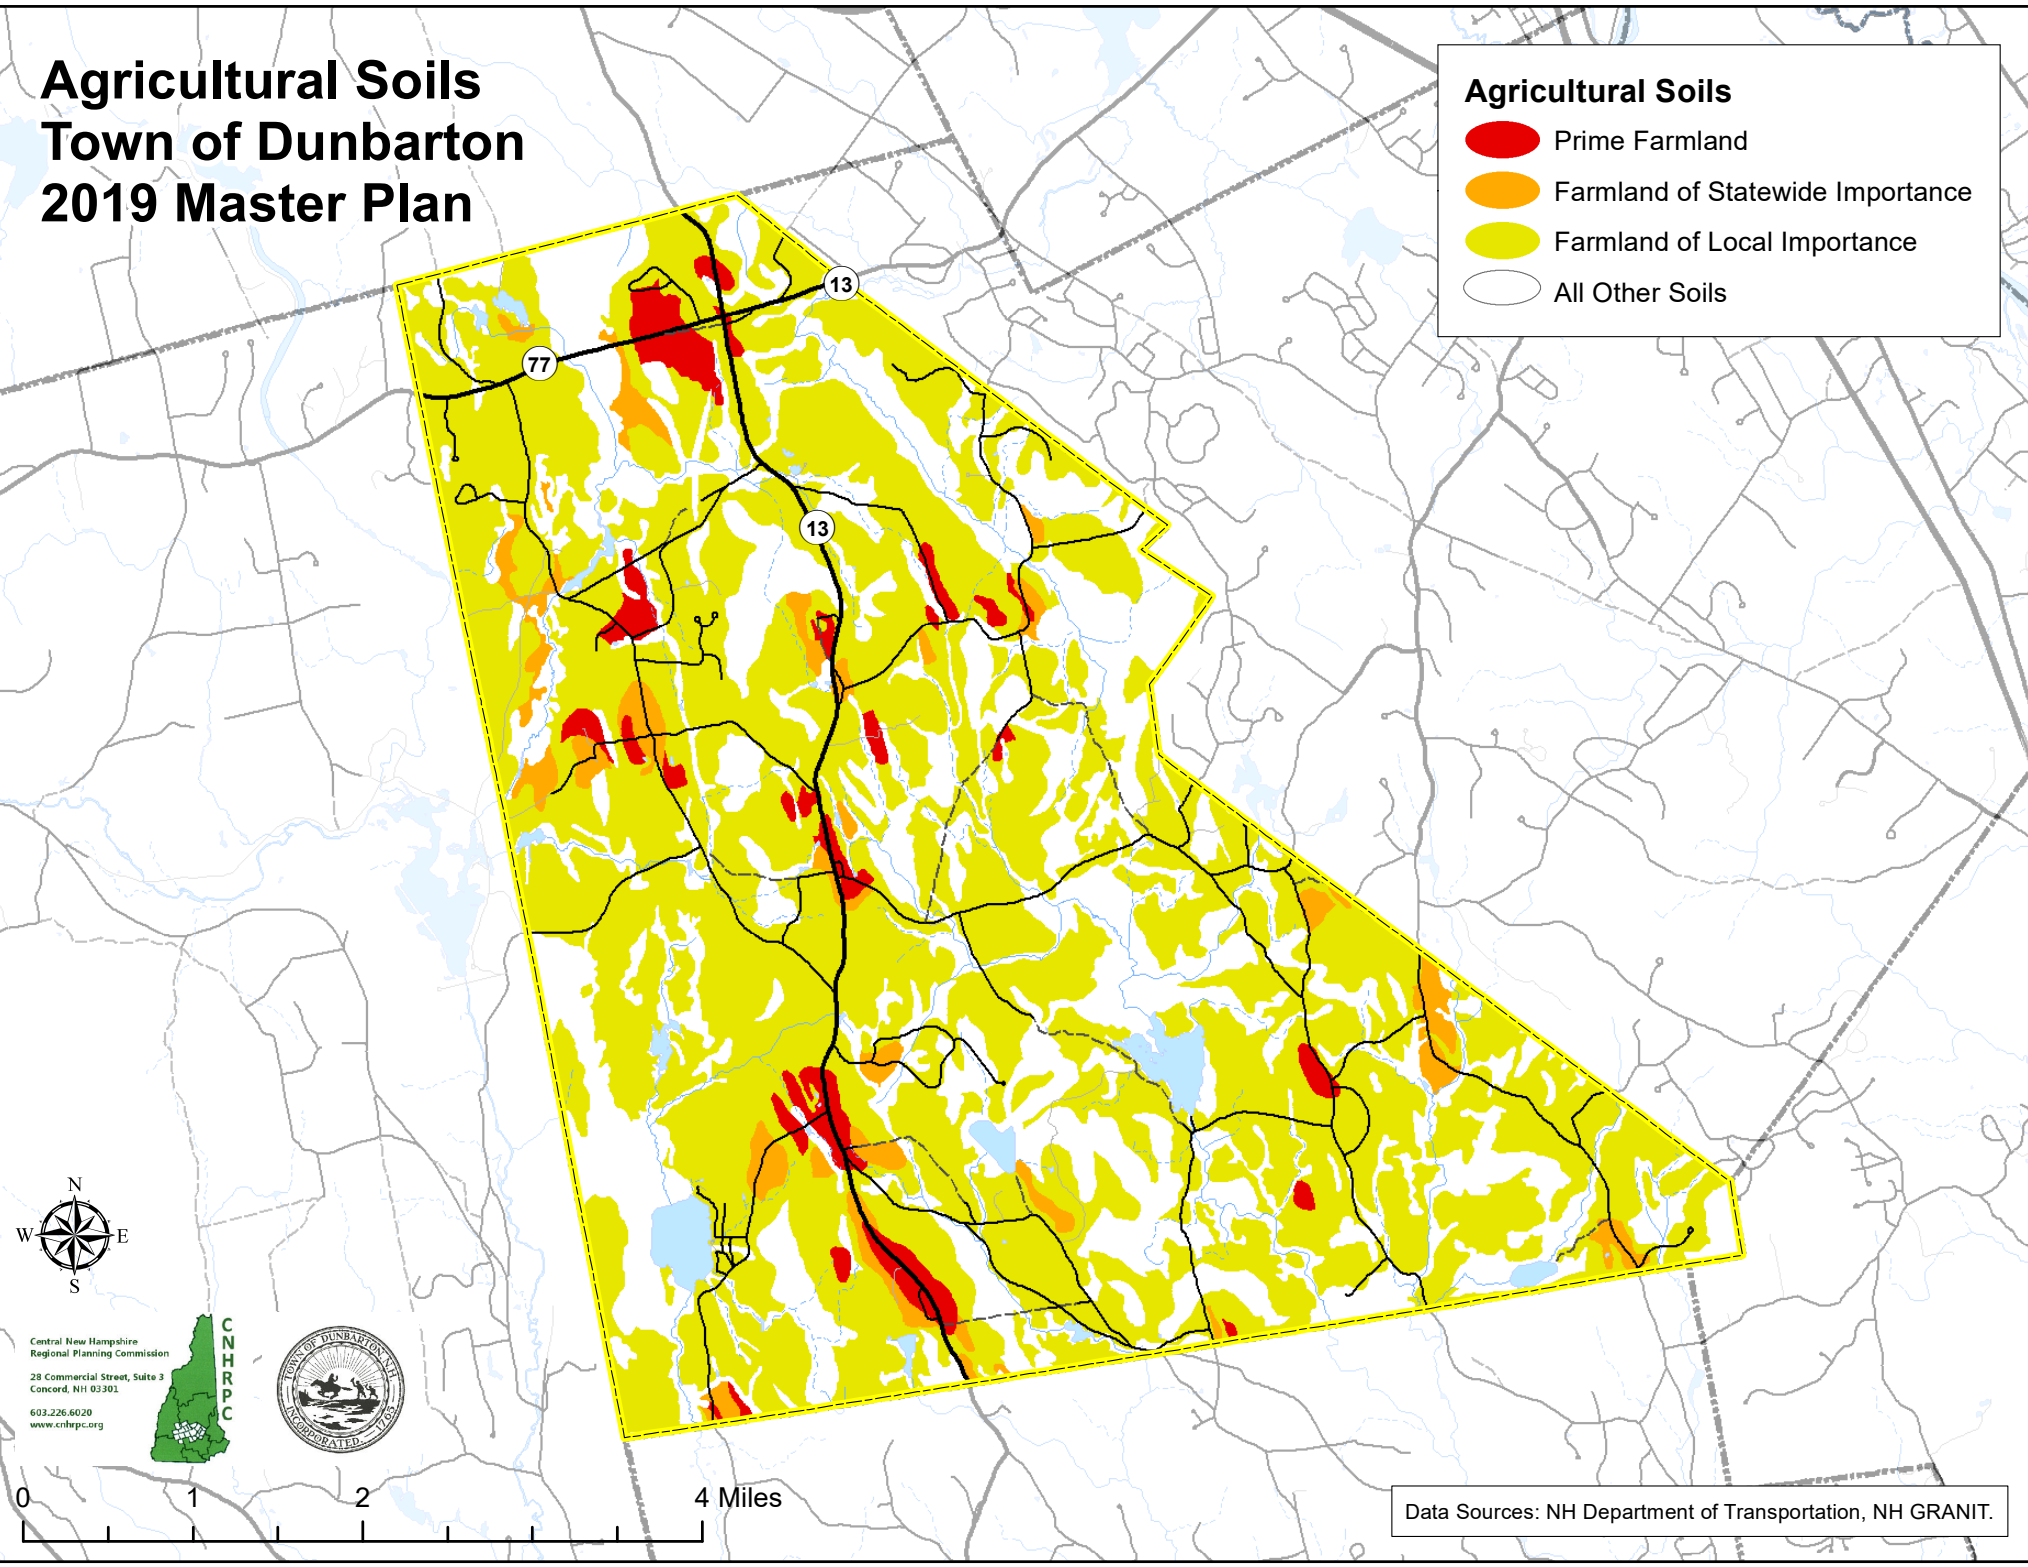 Agricultural Soils
Town of Dunbarton
2019 Master Plan
Agricultural Soils
Prime Farmland
Farmland of Statewide Importance
Farmland of Local Importance
All Other Soils
13
77
13
N
W E
S
Central New Hampshire
Regional Planning Commission
28 Commercial Street, Suite 3
Concord, NH 03301
603.226.6020
www.cnhrpc.org
CNHRPC
TOWN OF DUNBARTON, N.H.
INCORPORATED, 1765
0 1 2 4 Miles
Data Sources: NH Department of Transportation, NH GRANIT.